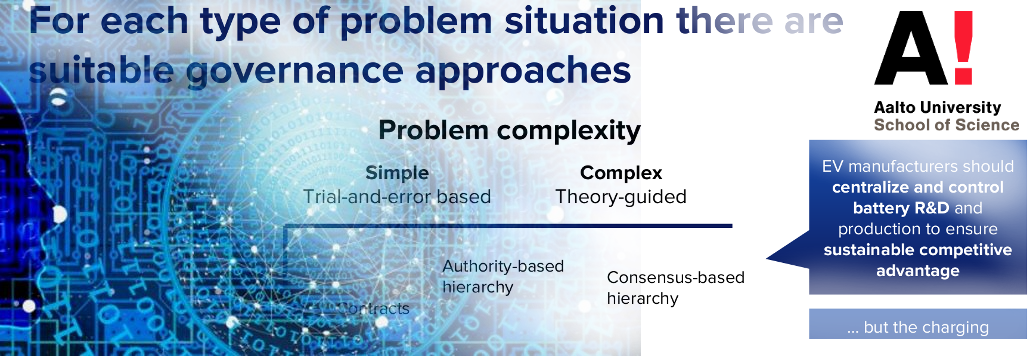 For each type of problem situation there are
suitable governance approaches
A!
Aalto University
School of Science
Problem complexity
Simple
Trial-and-error based
Complex
Theory-guided
Authority-based
hierarchy
Consensus-based
hierarchy
EV manufacturers should
centralize and control
battery R&D and
production to ensure
sustainable competitive
advantage
... but the charging